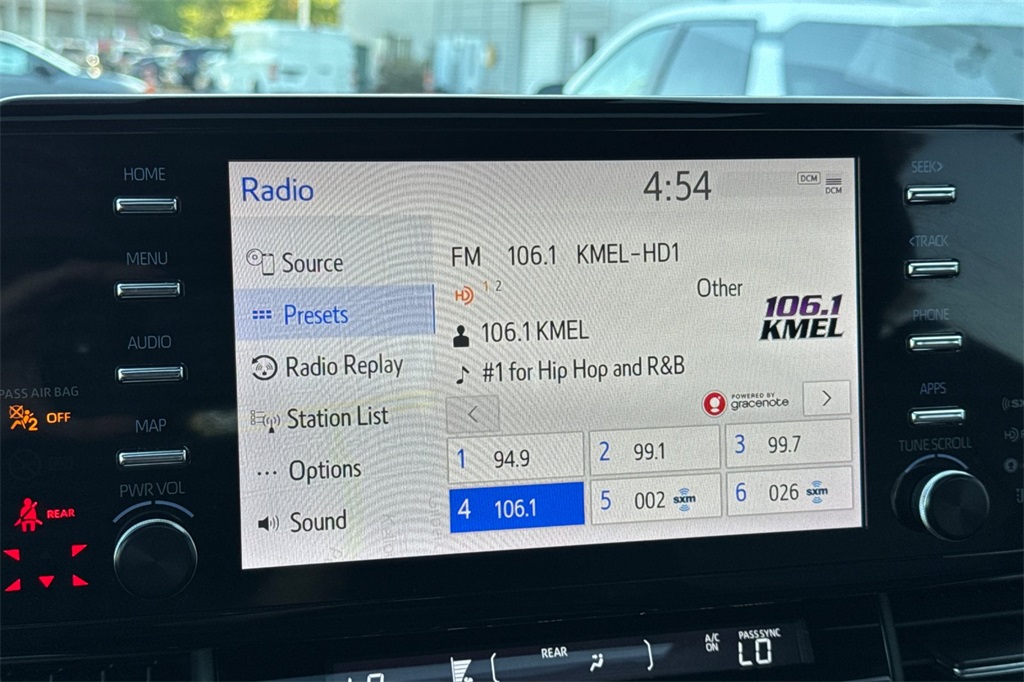 HOME
MENU
AUDIO
MAP
PWR VOL
PASS AIR BAG
2 OFF
REAR
Radio
4:54
DCM
DCM
Source
Presets
Radio Replay
Station List
Options
Sound
FM 106.1 KMEL-HD1
HD 1 2
Other
106.1 KMEL
#1 for Hip Hop and R&B
106.1
KMEL
POWERED BY
gracenote
1 94.9
2 99.1
3 99.7
4 106.1
5 002 sxm
6 026 sxm
SEEK>
<TRACK
PHONE
APPS
TUNE SCROLL
REAR
A/C
ON
PASS SYNC
LO